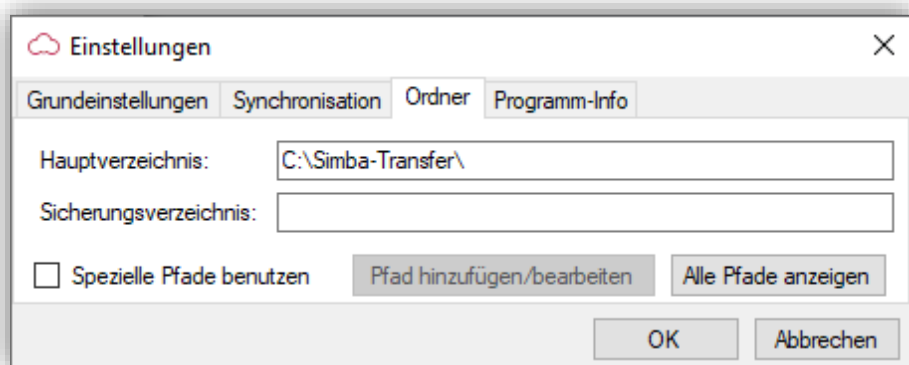 Einstellungen
Grundeinstellungen Synchronisation Ordner Programm-Info
Hauptverzeichnis: C:\Simba-Transfer\
Sicherungsverzeichnis:
Spezielle Pfade benutzen Pfad hinzufügen/bearbeiten Alle Pfade anzeigen
OK Abbrechen